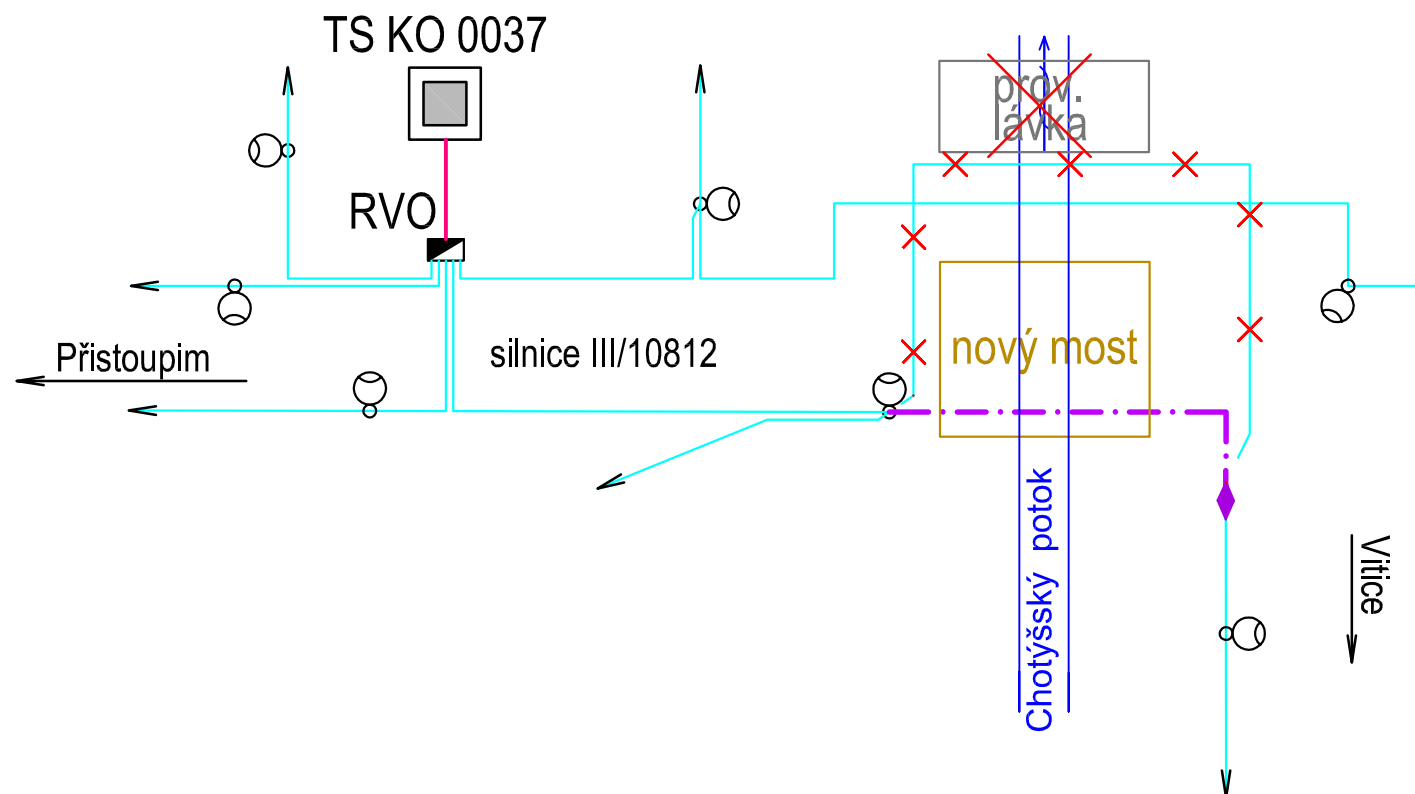 TS KO 0037
prov.
lávka
RVO
Přistoupim
silnice III/10812
nový most
Chotýšský potok
Vitice